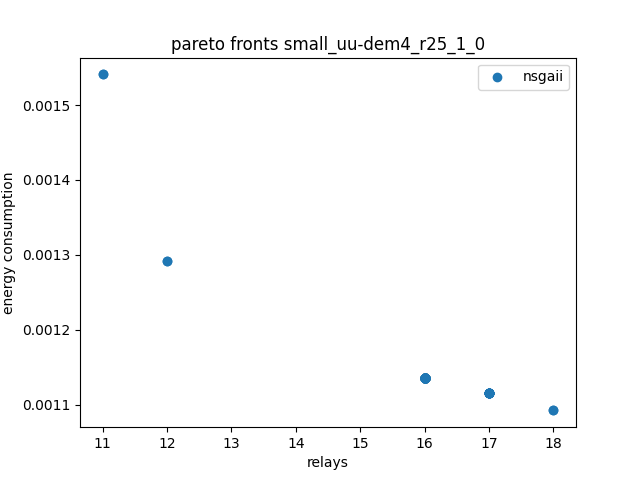 pareto fronts small_uu-dem4_r25_1_0
nsgaii
0.0015
0.0014
0.0013
0.0012
0.0011
energy consumption
11 12 13 14 15 16 17 18
relays